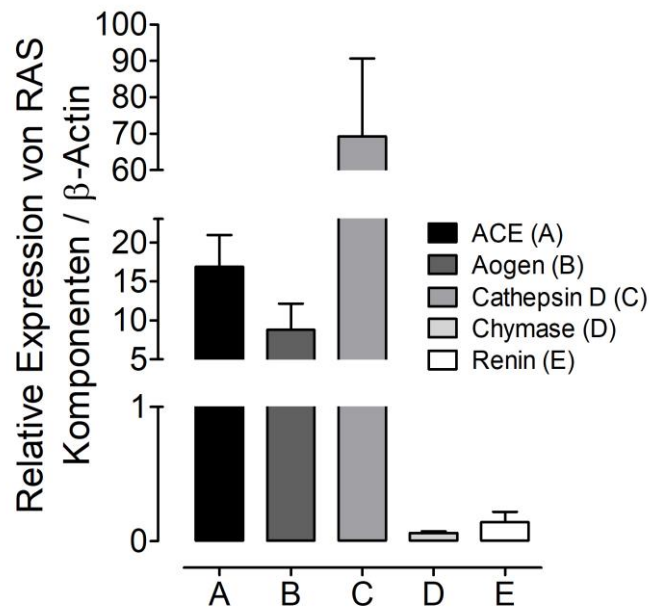 Relative Expression von RAS
Komponenten / β-Actin
100
90
80
70
60
20
15
10
5
1
0
ACE (A)
Aogen (B)
Cathepsin D (C)
Chymase (D)
Renin (E)
A B C D E